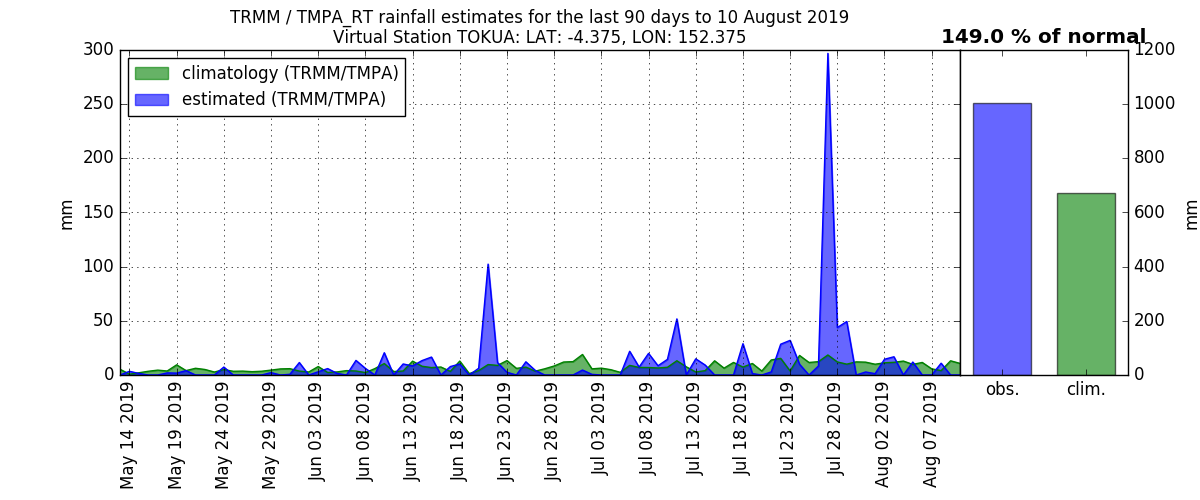 TRMM / TMPA_RT rainfall estimates for the last 90 days to 10 August 2019
Virtual Station TOKUA: LAT: -4.375, LON: 152.375
149.0 % of normal
climatology (TRMM/TMPA)
estimated (TRMM/TMPA)
300
250
200
150
100
50
0
mm
May 14 2019
May 19 2019
May 24 2019
May 29 2019
Jun 03 2019
Jun 08 2019
Jun 13 2019
Jun 18 2019
Jun 23 2019
Jun 28 2019
Jul 03 2019
Jul 08 2019
Jul 13 2019
Jul 18 2019
Jul 23 2019
Jul 28 2019
Aug 02 2019
Aug 07 2019
1200
1000
800
600
400
200
0
mm
obs.
clim.